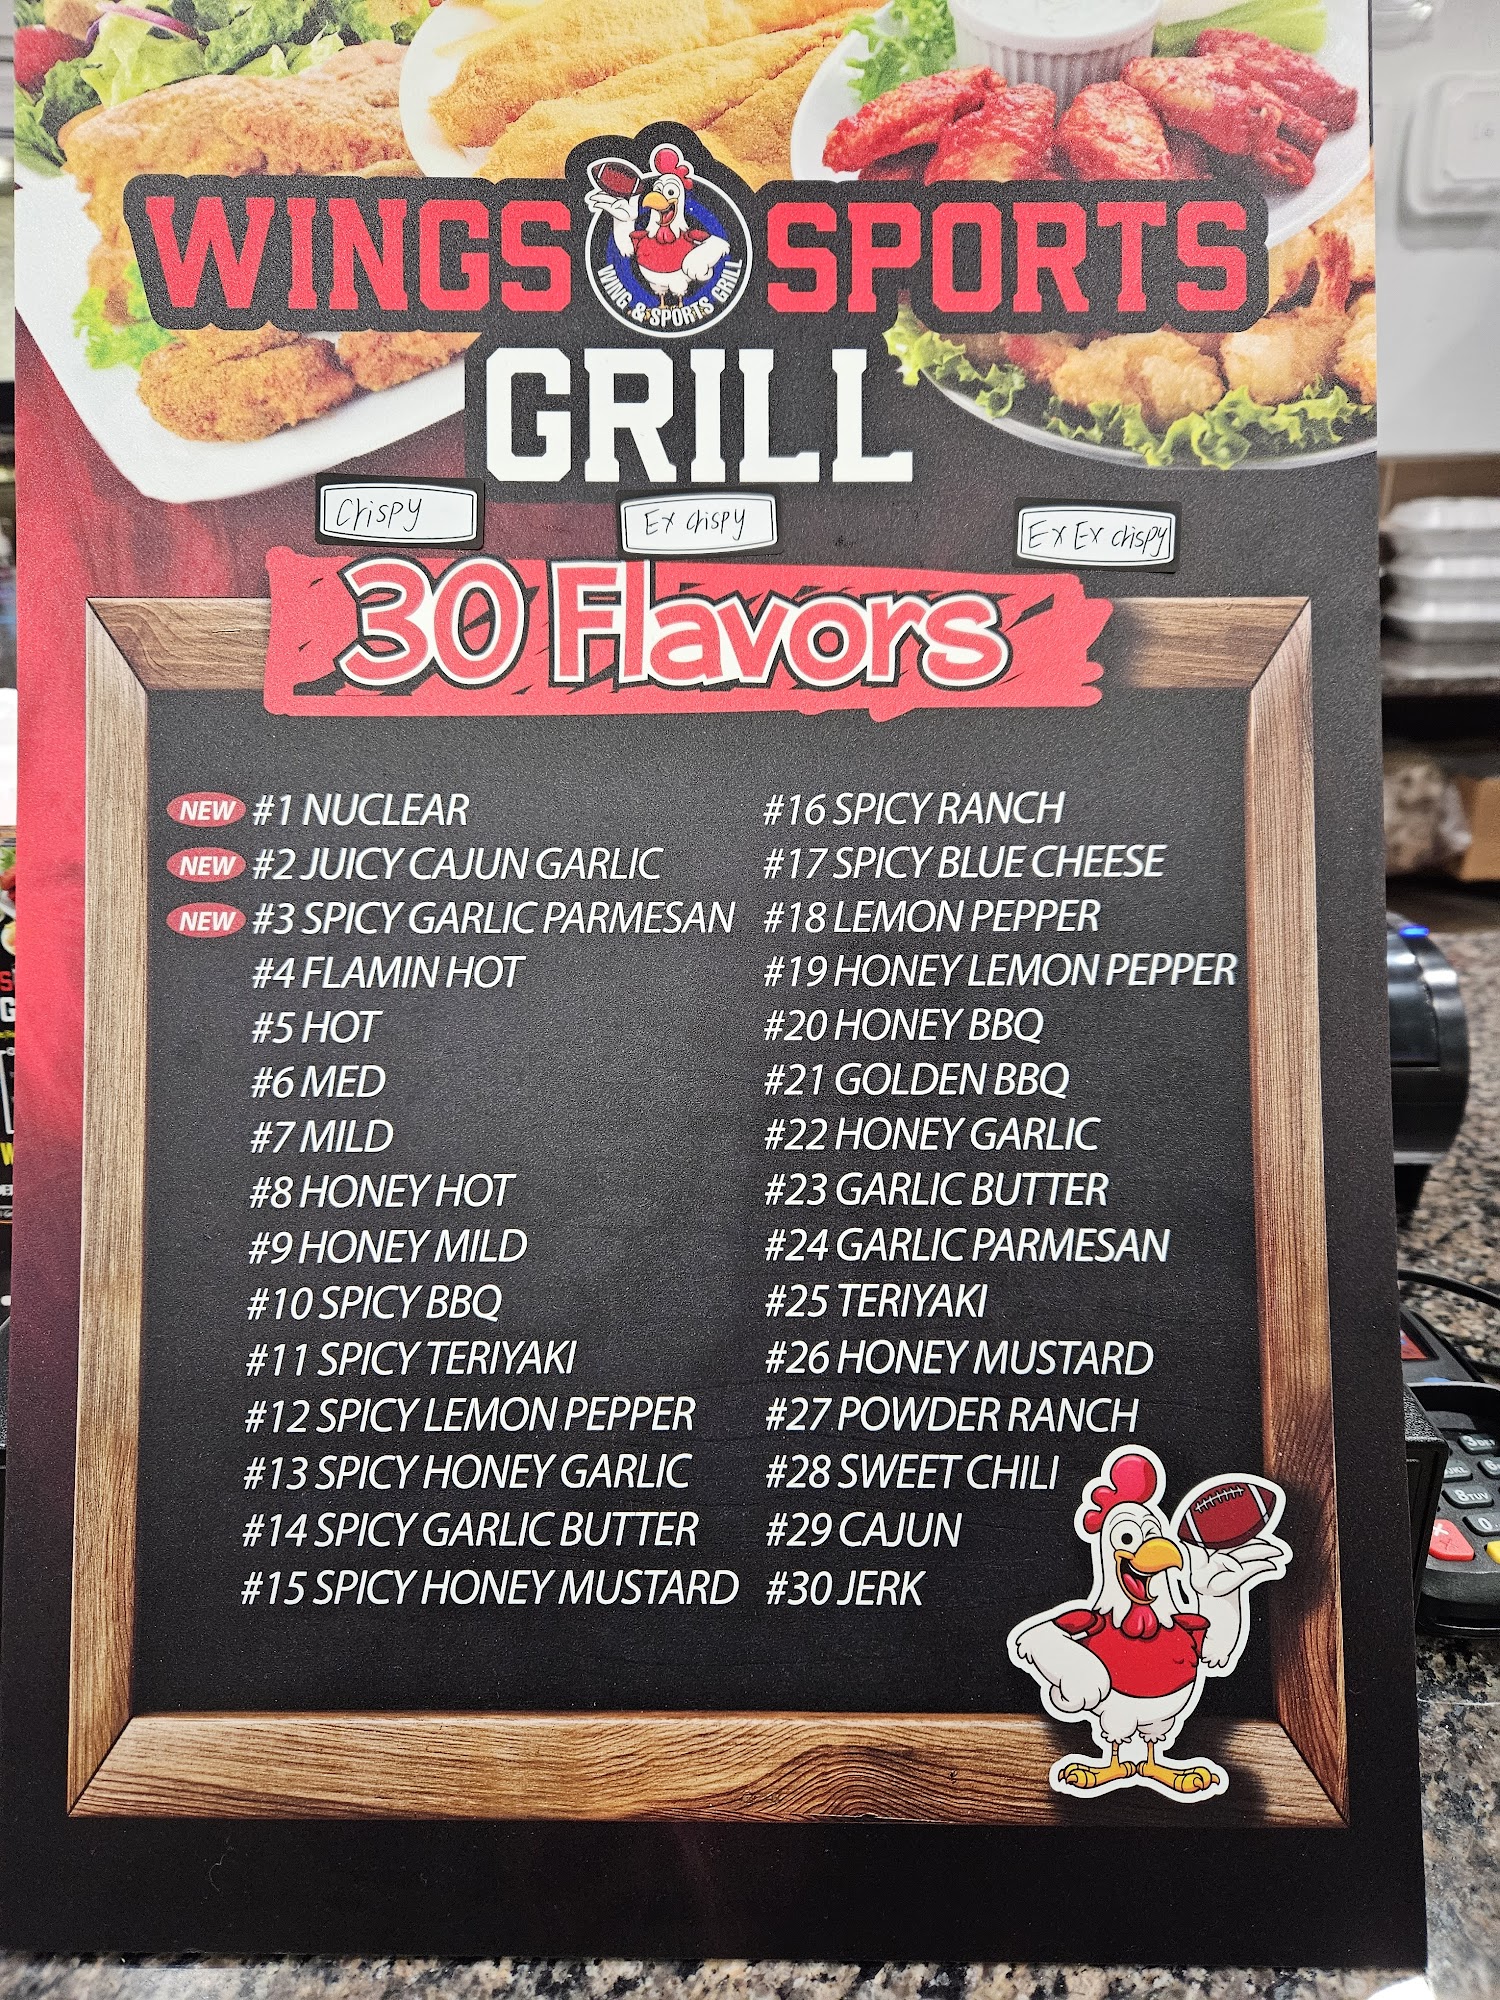 WINGS SPORTS
WING & SPORTS GRILL
GRILL
Crispy
Ex crispy
Ex Ex crispy
30 Flavors
NEW #1 NUCLEAR
NEW #2 JUICY CAJUN GARLIC
NEW #3 SPICY GARLIC PARMESAN
#4 FLAMIN HOT
#5 HOT
#6 MED
#7 MILD
#8 HONEY HOT
#9 HONEY MILD
#10 SPICY BBQ
#11 SPICY TERIYAKI
#12 SPICY LEMON PEPPER
#13 SPICY HONEY GARLIC
#14 SPICY GARLIC BUTTER
#15 SPICY HONEY MUSTARD
#16 SPICY RANCH
#17 SPICY BLUE CHEESE
#18 LEMON PEPPER
#19 HONEY LEMON PEPPER
#20 HONEY BBQ
#21 GOLDEN BBQ
#22 HONEY GARLIC
#23 GARLIC BUTTER
#24 GARLIC PARMESAN
#25 TERIYAKI
#26 HONEY MUSTARD
#27 POWDER RANCH
#28 SWEET CHILI
#29 CAJUN
#30 JERK